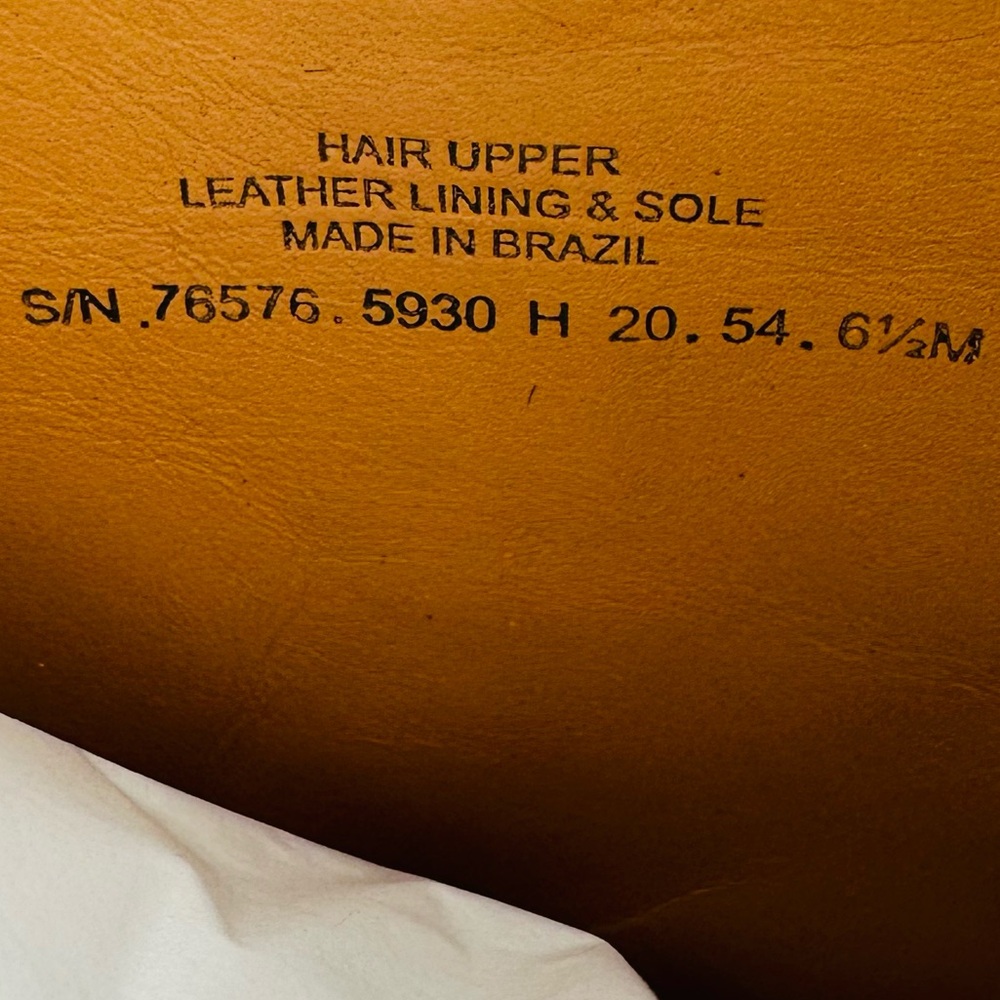 HAIR UPPER
LEATHER LINING & SOLE
MADE IN BRAZIL
S/N .76576. 5930 H 20. 54. 6½M